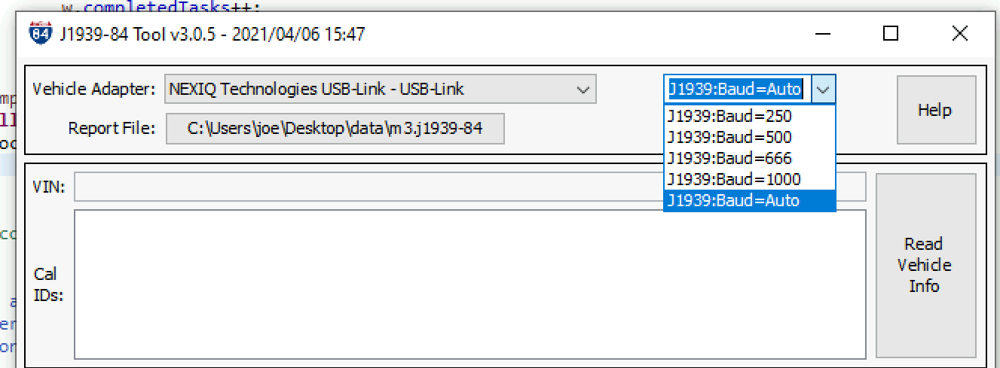 w.completedTasks++;
84 J1939-84 Tool v3.0.5 - 2021/04/06 15:47
Vehicle Adapter: NEXIQ Technologies USB-Link - USB-Link J1939:Baud=Auto Help
Report File: C:\Users\joe\Desktop\data\m3.j1939-84
J1939:Baud=250
J1939:Baud=500
J1939:Baud=666
J1939:Baud=1000
J1939:Baud=Auto
VIN:
Cal
IDs:
Read
Vehicle
Info